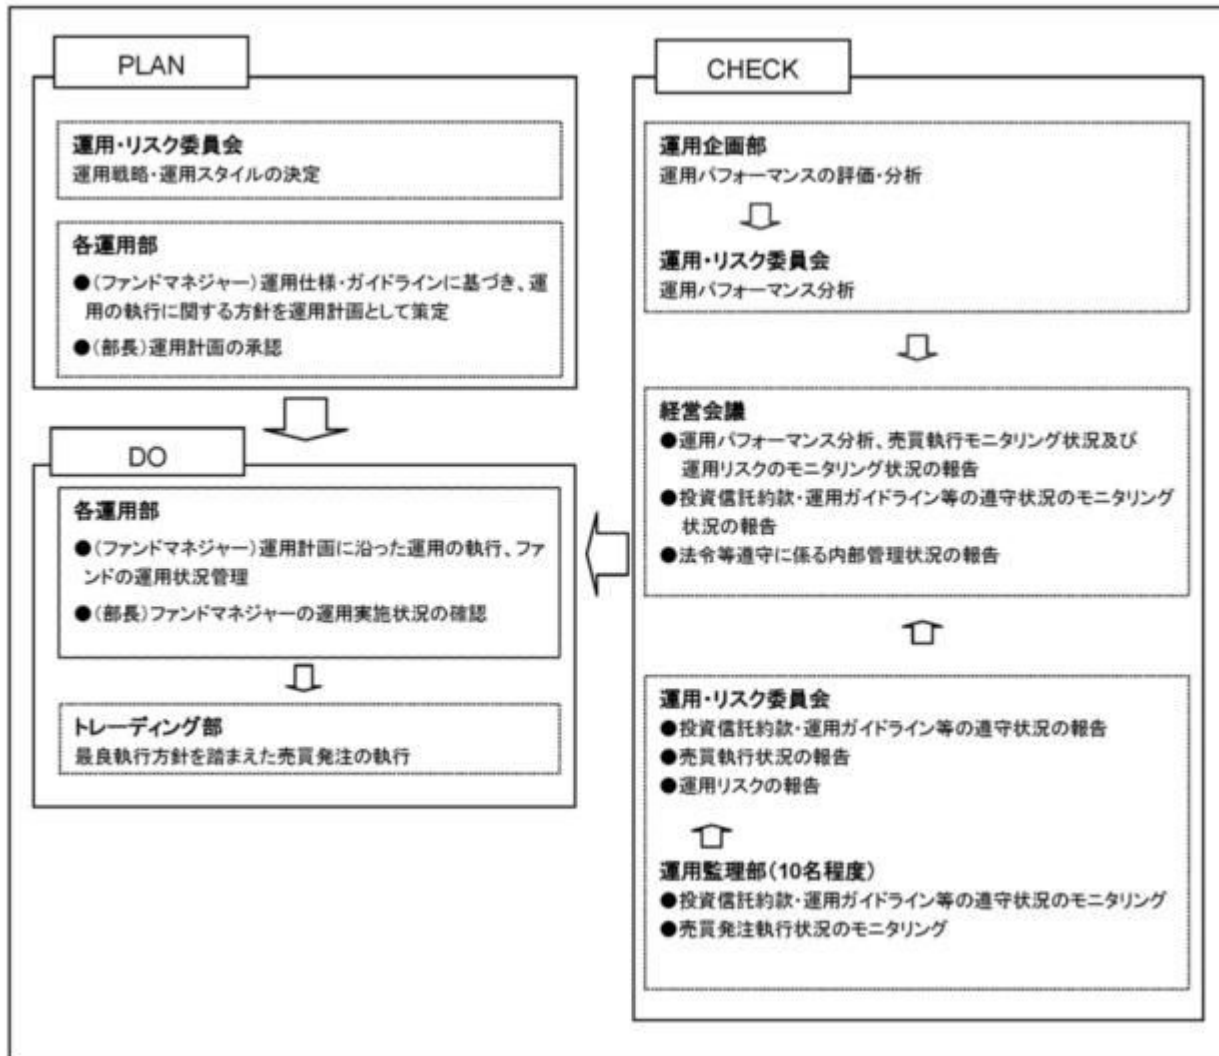 PLAN
運用・リスク委員会
運用戦略・運用スタイルの決定
各運用部
●(ファンドマネジャー)運用仕様・ガイドラインに基づき、運
用の執行に関する方針を運用計画として策定
●(部長)運用計画の承認
DO
各運用部
●(ファンドマネジャー)運用計画に沿った運用の執行、ファ
ンドの運用状況管理
●(部長)ファンドマネジャーの運用実施状況の確認
トレーディング部
最良執行方針を踏まえた売買発注の執行
CHECK
運用企画部
運用パフォーマンスの評価・分析
運用・リスク委員会
運用パフォーマンス分析
経営会議
●運用パフォーマンス分析、売買執行モニタリング状況及び
運用リスクのモニタリング状況の報告
●投資信託約款・運用ガイドライン等の遵守状況のモニタリング
状況の報告
●法令等遵守に係る内部管理状況の報告
運用・リスク委員会
●投資信託約款・運用ガイドライン等の遵守状況の報告
●売買執行状況の報告
●運用リスクの報告
運用監理部(10名程度)
●投資信託約款・運用ガイドライン等の遵守状況のモニタリング
●売買発注執行状況のモニタリング